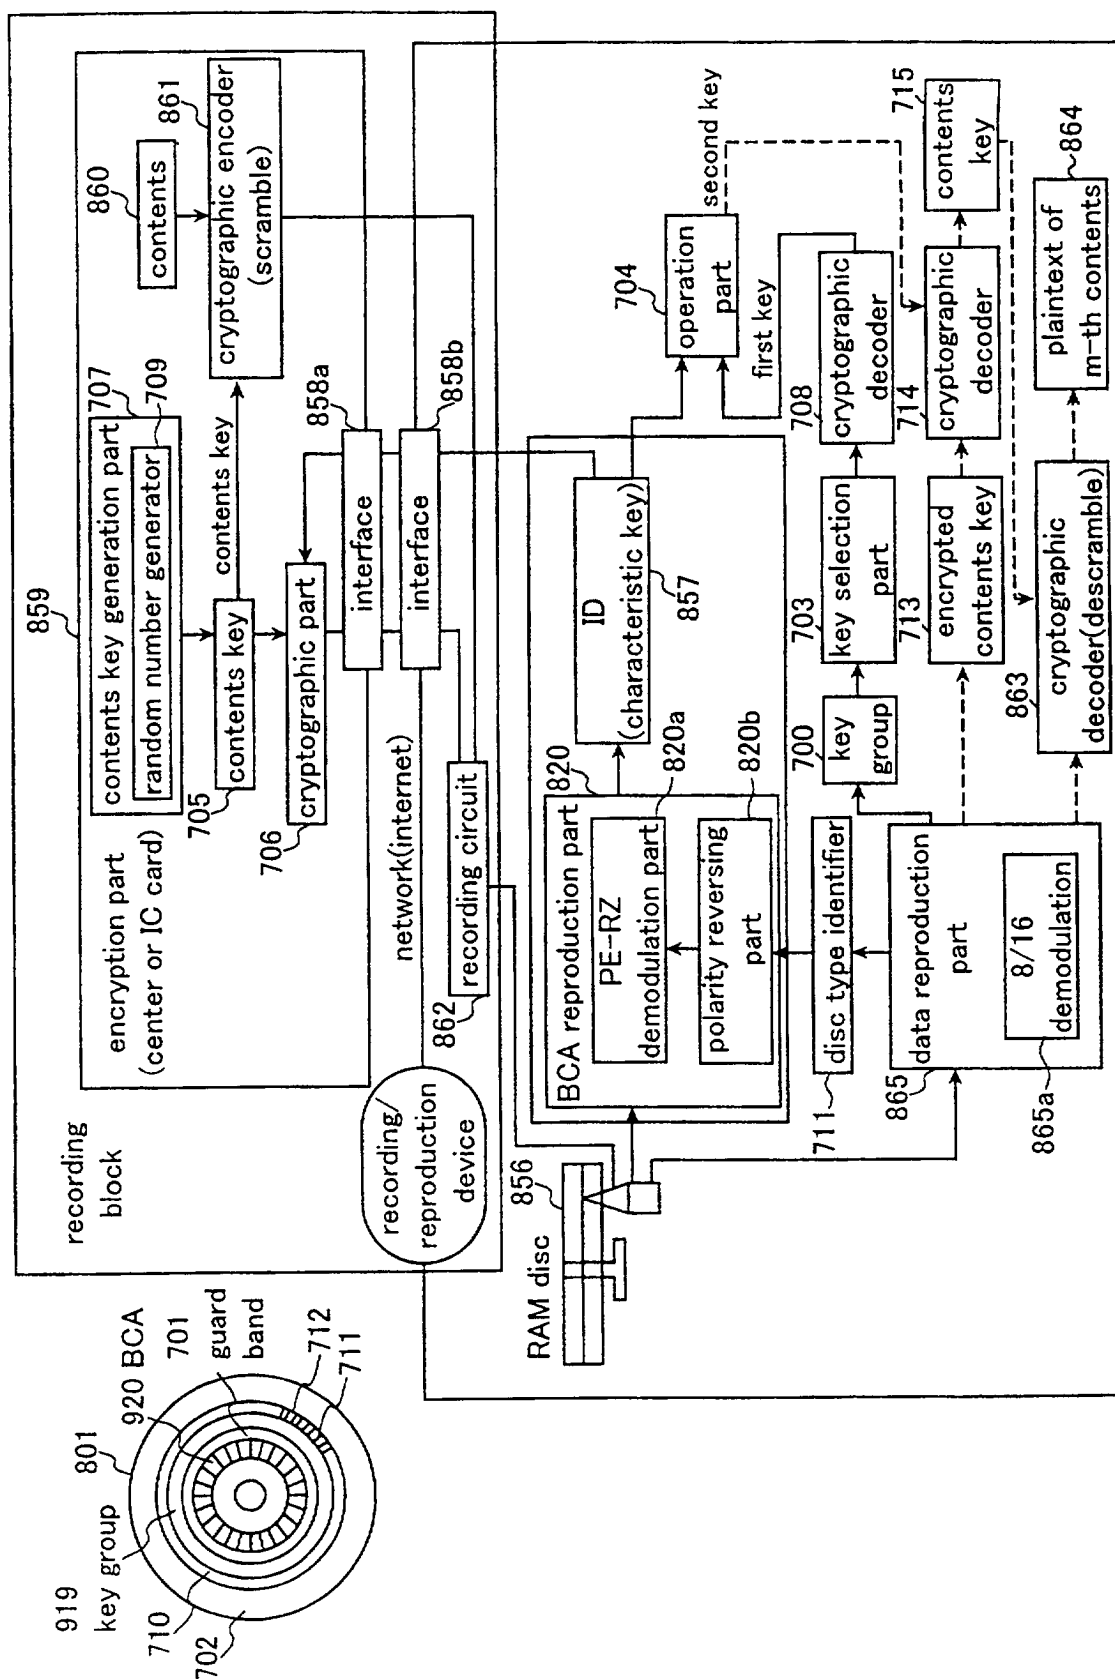 919
key group
801
920 BCA
701
guard
band
712
711
710
702
recording
block
859
encryption part
(center or IC card)
contents key generation part
707
random number generator
709
705
contents key
contents key
860
contents
861
cryptographic encoder
(scramble)
706
cryptographic part
858a
interface
858b
interface
network(internet)
862
recording circuit
recording/
reproduction
device
RAM disc
856
BCA reproduction part
820
PE-RZ
demodulation part
820a
polarity reversing
part
820b
ID
(characteristic key)
857
704
operation
part
second key
first key
711
disc type identifier
865
data reproduction
part
8/16
demodulation
865a
700
key
group
703
key selection
part
708
cryptographic
decoder
713
encrypted
contents key
714
cryptographic
decoder
715
contents
key
863
cryptographic
decoder(descramble)
plaintext of
m-th contents
864